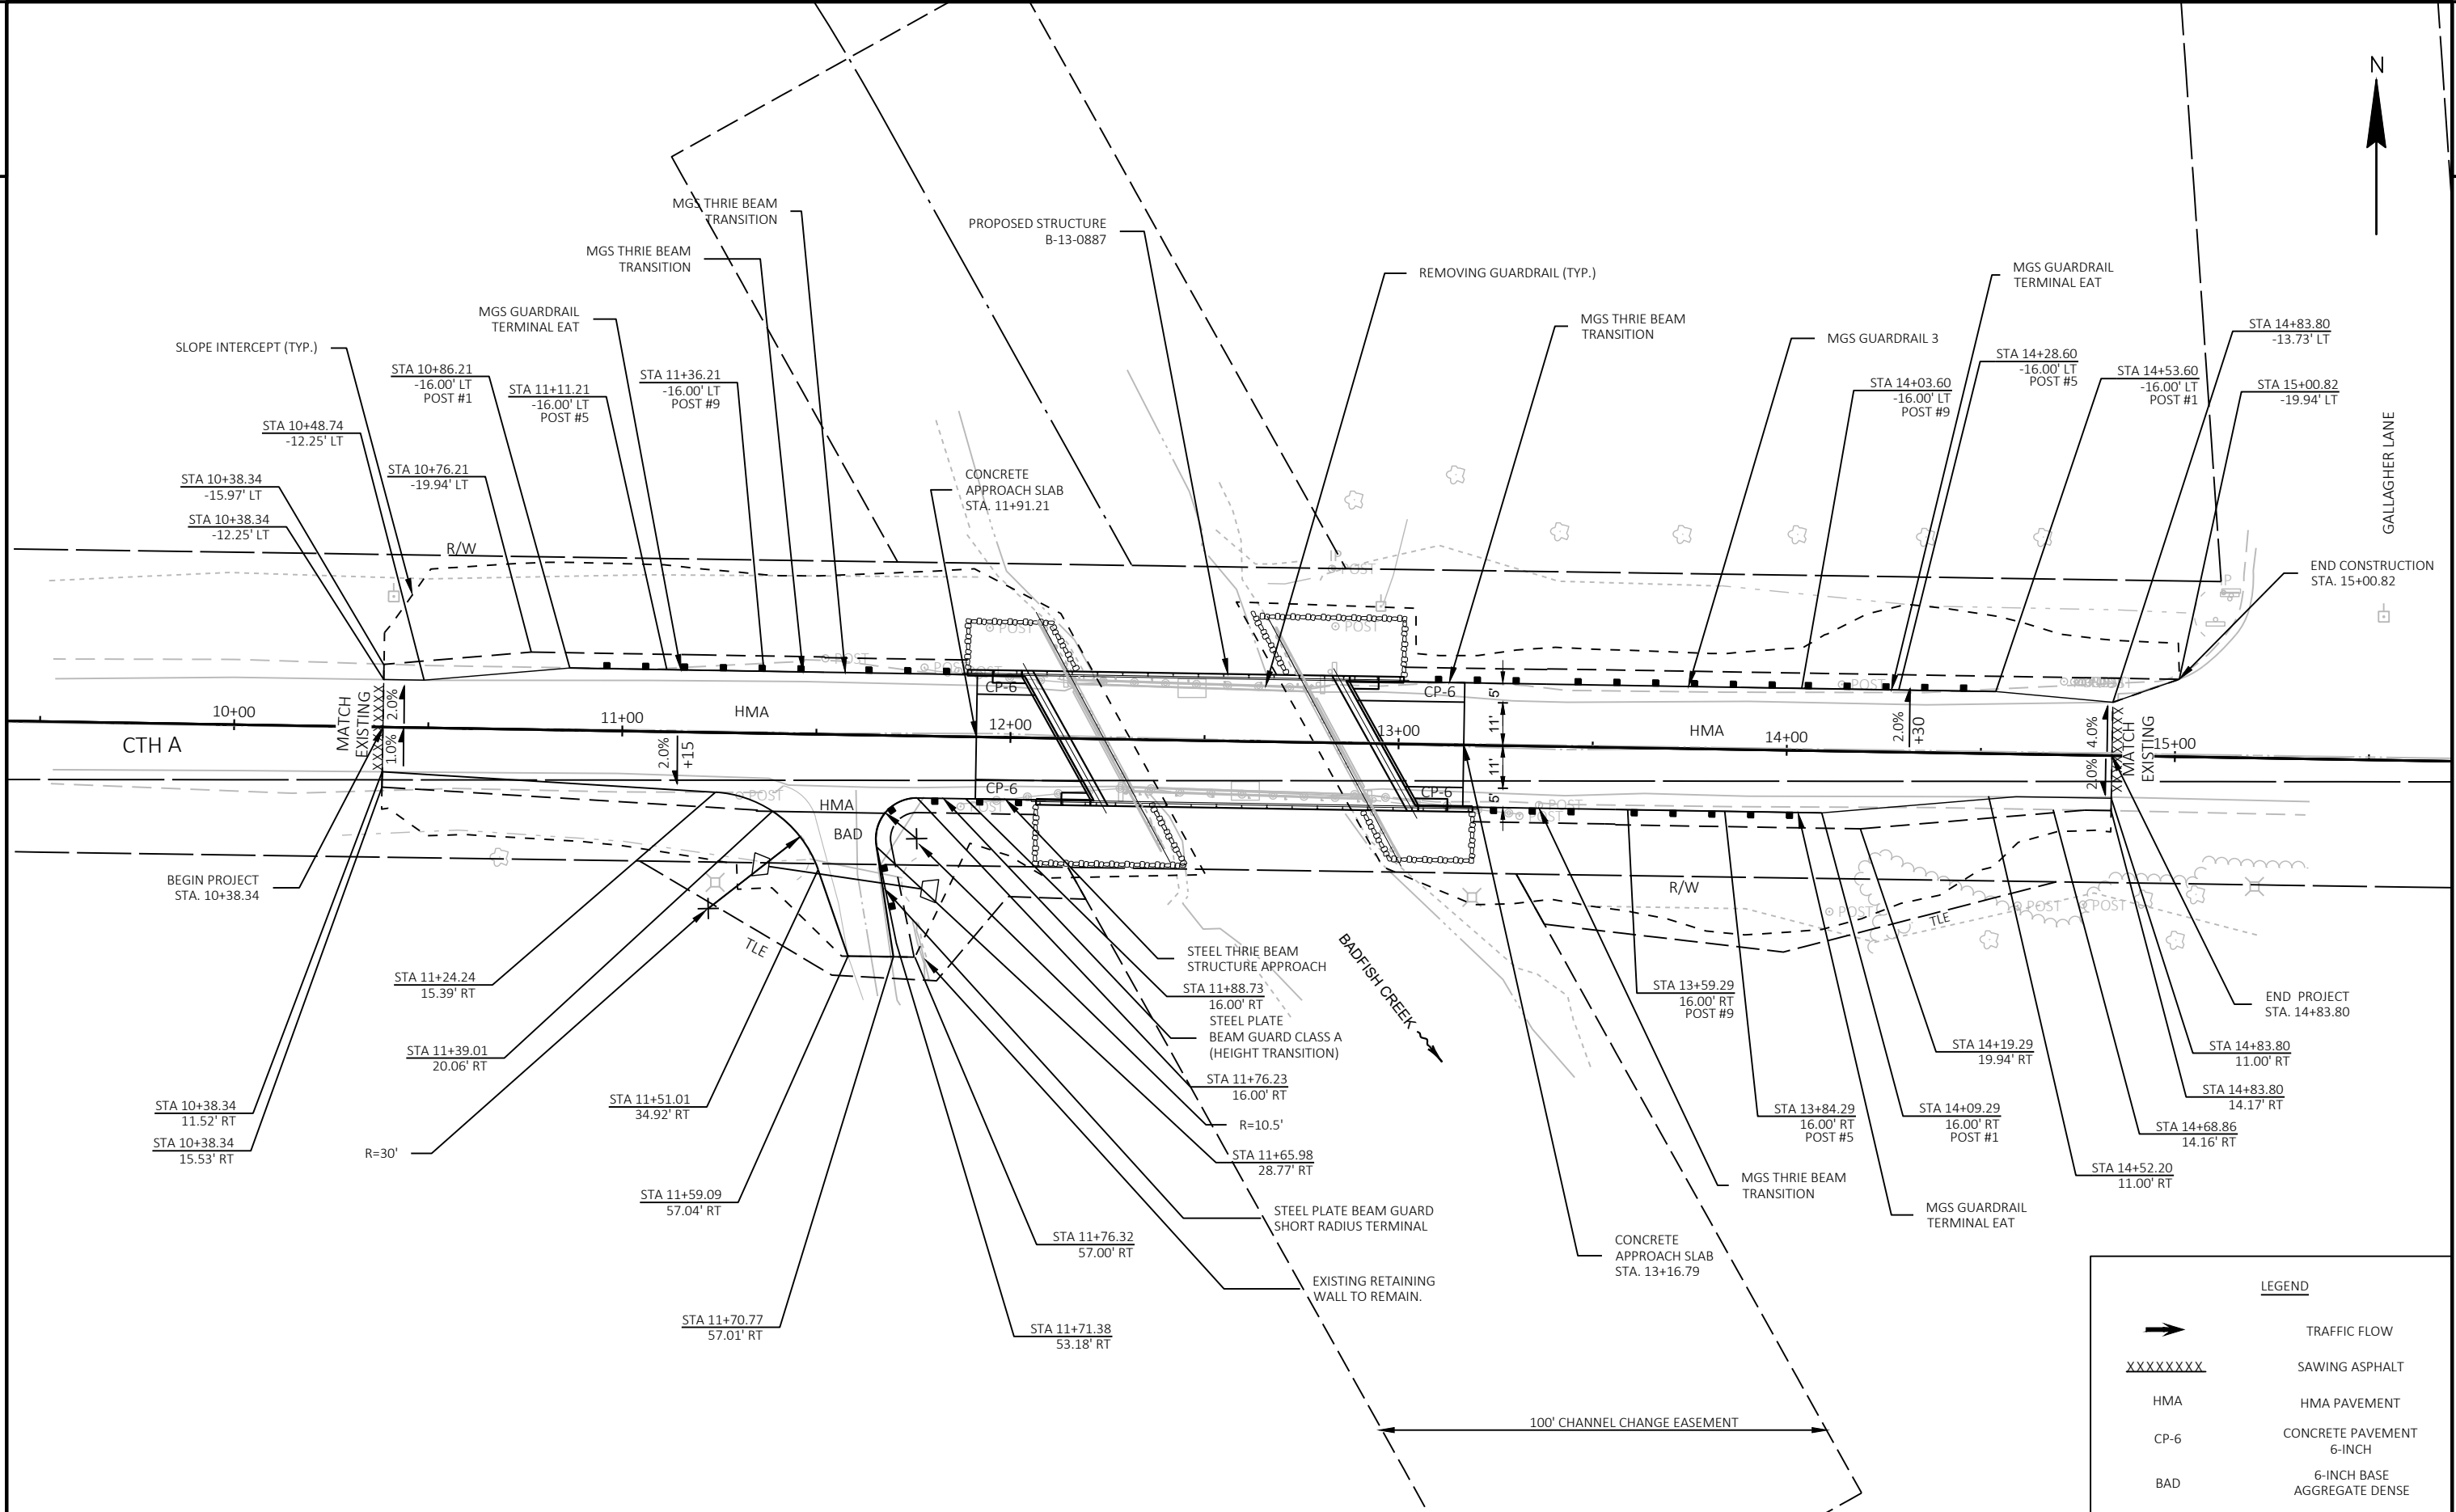 N
MGS THRIE BEAM
TRANSITION
PROPOSED STRUCTURE
B-13-0887
MGS THRIE BEAM
TRANSITION
REMOVING GUARDRAIL (TYP.)
MGS GUARDRAIL
TERMINAL EAT
MGS GUARDRAIL
TERMINAL EAT
MGS THRIE BEAM
TRANSITION
MGS GUARDRAIL 3
STA 14+83.80
-13.73' LT
SLOPE INTERCEPT (TYP.)
STA 10+86.21
-16.00' LT
POST #1
STA 11+11.21
-16.00' LT
POST #5
STA 11+36.21
-16.00' LT
POST #9
STA 14+03.60
-16.00' LT
POST #9
STA 14+28.60
-16.00' LT
POST #5
STA 14+53.60
-16.00' LT
POST #1
STA 15+00.82
-19.94' LT
STA 10+48.74
-12.25' LT
STA 10+38.34
-15.97' LT
STA 10+76.21
-19.94' LT
STA 10+38.34
-12.25' LT
CONCRETE
APPROACH SLAB
STA. 11+91.21
GALLAGHER LANE
R/W
IP
POST
END CONSTRUCTION
STA. 15+00.82
POST
POST
POST
POST
POST
POST
CP-6
CP-6
5'
10+00
MATCH
EXISTING
XXXXXXXX
2.0%
11+00
HMA
12+00
13+00
11'
HMA
14+00
2.0%
+30
4.0%
XXXXXXXX
MATCH
EXISTING
15+00
CTH A
1.0%
2.0%
+15
11'
2.0%
POST
HMA
CP-6
POST
CP-6
5'
POST
POST
BAD
BEGIN PROJECT
STA. 10+38.34
R/W
POST
POST
POST
TLE
TLE
STA 11+24.24
15.39' RT
STEEL THRIE BEAM
STRUCTURE APPROACH
BADFISH CREEK
STA 11+88.73
16.00' RT
STA 13+59.29
16.00' RT
POST #9
END PROJECT
STA. 14+83.80
STEEL PLATE
BEAM GUARD CLASS A
(HEIGHT TRANSITION)
STA 11+39.01
20.06' RT
STA 14+19.29
19.94' RT
STA 14+83.80
11.00' RT
STA 11+76.23
16.00' RT
STA 14+83.80
14.17' RT
STA 10+38.34
11.52' RT
STA 11+51.01
34.92' RT
STA 13+84.29
16.00' RT
POST #5
STA 14+09.29
16.00' RT
POST #1
STA 14+68.86
14.16' RT
R=10.5'
STA 10+38.34
15.53' RT
R=30'
STA 11+65.98
28.77' RT
STA 14+52.20
11.00' RT
MGS THRIE BEAM
TRANSITION
STA 11+59.09
57.04' RT
STEEL PLATE BEAM GUARD
SHORT RADIUS TERMINAL
MGS GUARDRAIL
TERMINAL EAT
STA 11+76.32
57.00' RT
CONCRETE
APPROACH SLAB
STA. 13+16.79
EXISTING RETAINING
WALL TO REMAIN.
STA 11+70.77
57.01' RT
STA 11+71.38
53.18' RT
100' CHANNEL CHANGE EASEMENT
LEGEND
TRAFFIC FLOW
XXXXXXXX SAWING ASPHALT
HMA HMA PAVEMENT
CP-6 CONCRETE PAVEMENT
6-INCH
BAD 6-INCH BASE
AGGREGATE DENSE